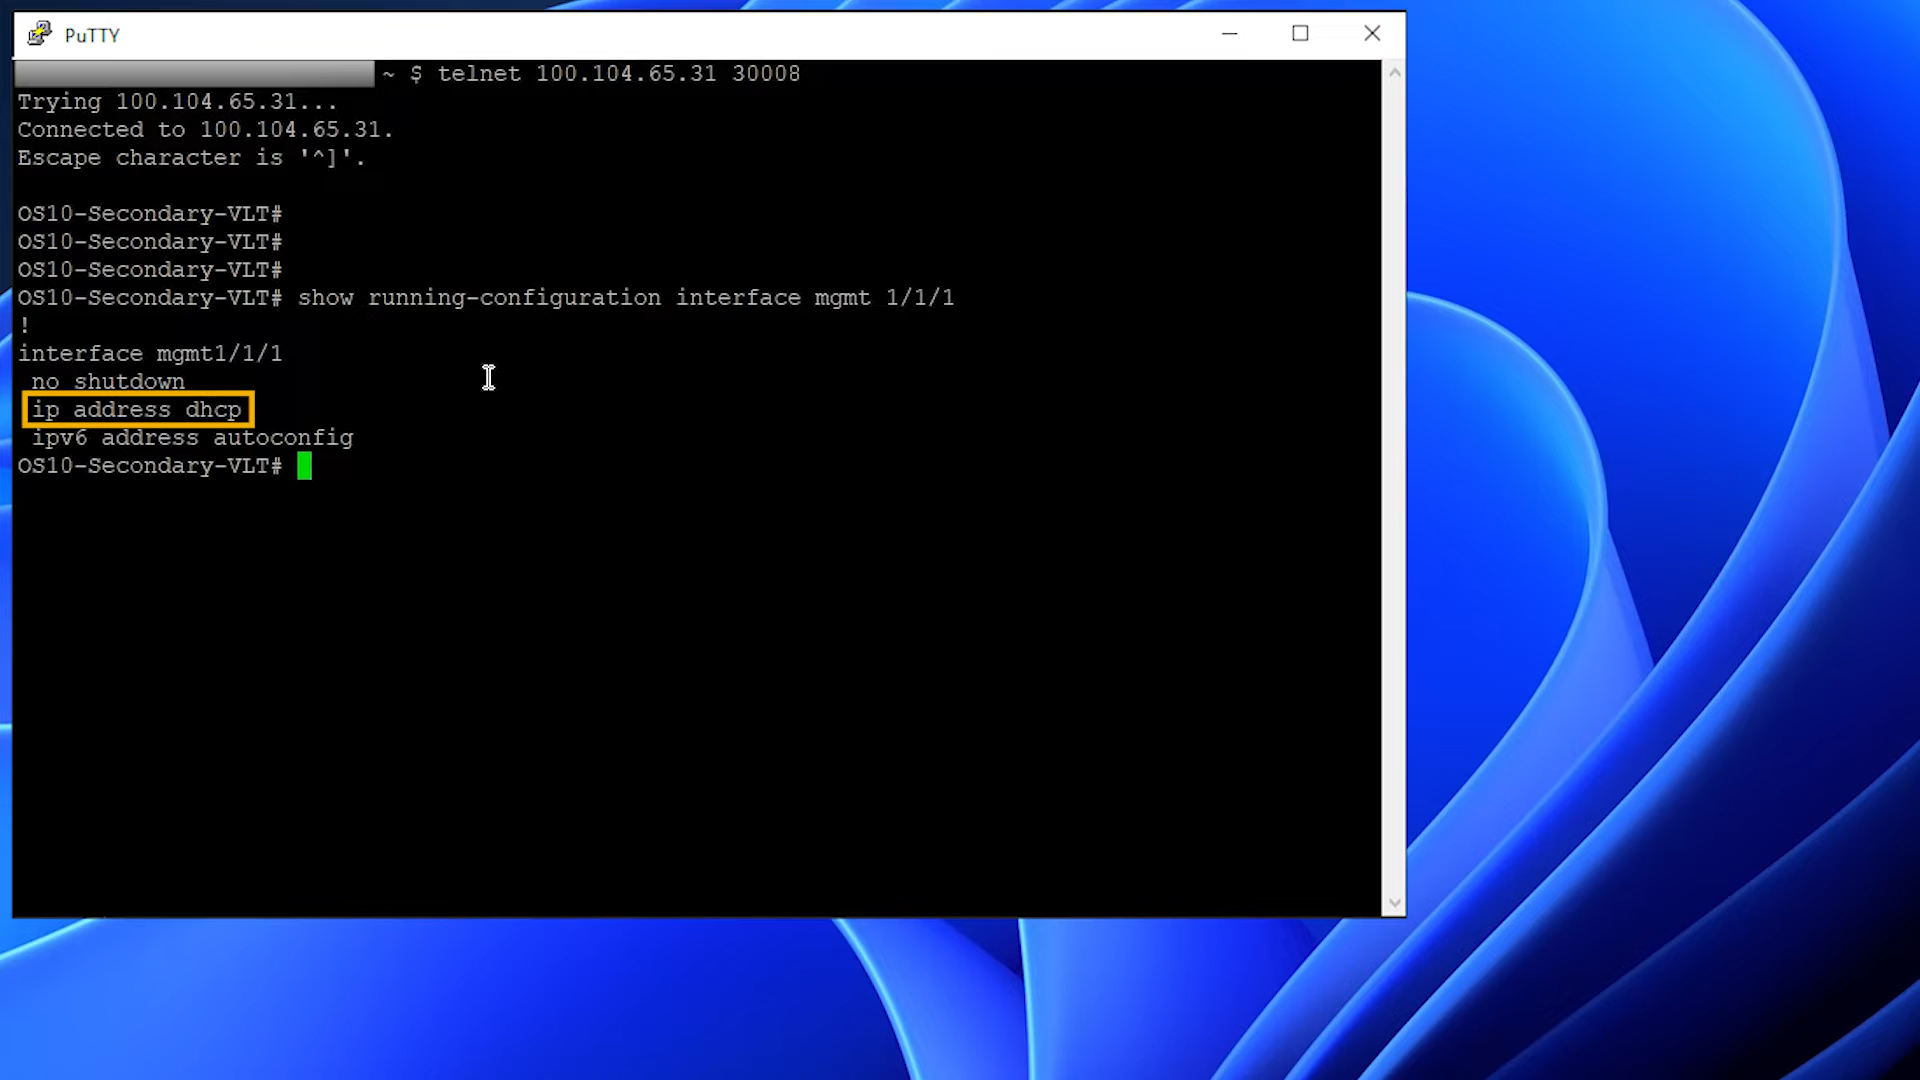 PuTTY
~ $ telnet 100.104.65.31 30008
Trying 100.104.65.31...
Connected to 100.104.65.31.
Escape character is '^]'.
OS10-Secondary-VLT#
OS10-Secondary-VLT#
OS10-Secondary-VLT#
OS10-Secondary-VLT# show running-configuration interface mgmt 1/1/1
!
interface mgmt1/1/1
no shutdown
ip address dhcp
ipv6 address autoconfig
OS10-Secondary-VLT#